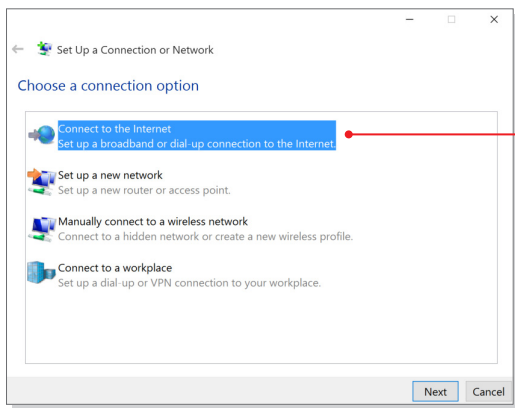 Set Up a Connection or Network
Choose a connection option
Connect to the Internet
Set up a broadband or dial-up connection to the Internet.
Set up a new network
Set up a new router or access point.
Manually connect to a wireless network
Connect to a hidden network or create a new wireless profile.
Connect to a workplace
Set up a dial-up or VPN connection to your workplace.
Next Cancel